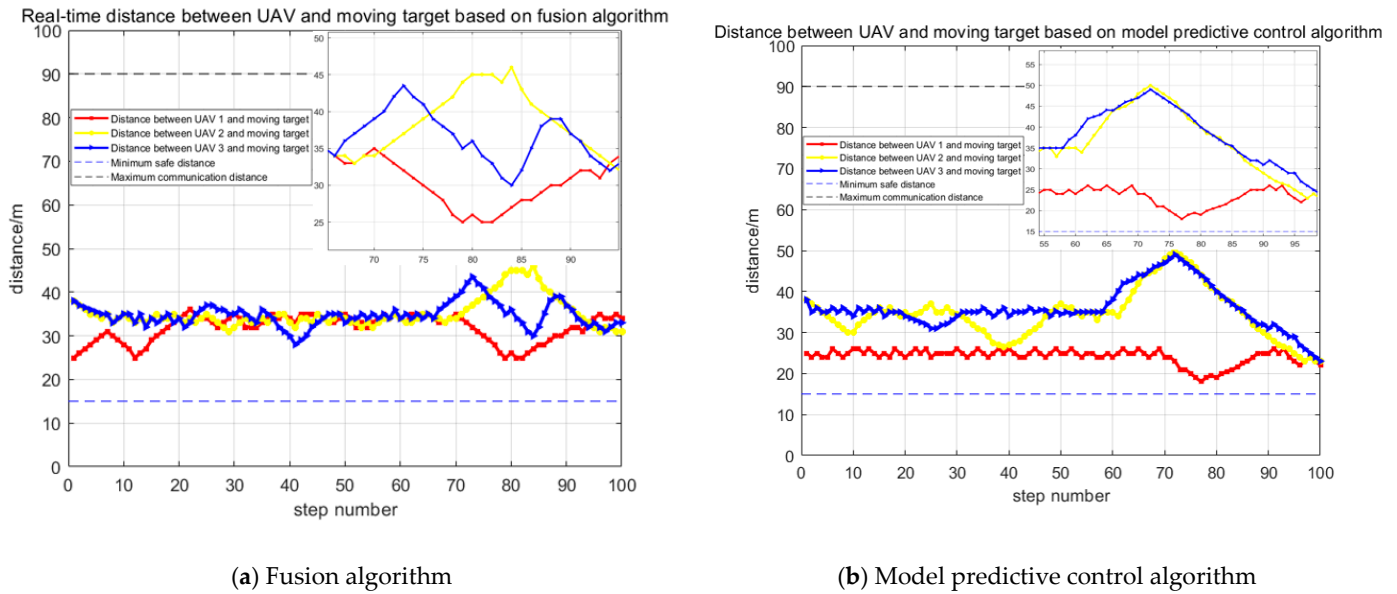 Real-time distance between UAV and moving target based on fusion algorithm
100
90
80
70
60
50
40
30
20
10
0
distance/m
0 10 20 30 40 50 60 70 80 90 100
step number
Distance between UAV 1 and moving target
Distance between UAV 2 and moving target
Distance between UAV 3 and moving target
Minimum safe distance
Maximum communication distance
50
45
40
35
30
25
70 75 80 85 90
(a) Fusion algorithm
Distance between UAV and moving target based on model predictive control algorithm
100
90
80
70
60
50
40
30
20
10
0
distance/m
0 10 20 30 40 50 60 70 80 90 100
step number
Distance between UAV 1 and moving target
Distance between UAV 2 and moving target
Distance between UAV 3 and moving target
Minimum safe distance
Maximum communication distance
55
50
45
40
35
30
25
20
15
55 60 65 70 75 80 85 90 95
(b) Model predictive control algorithm